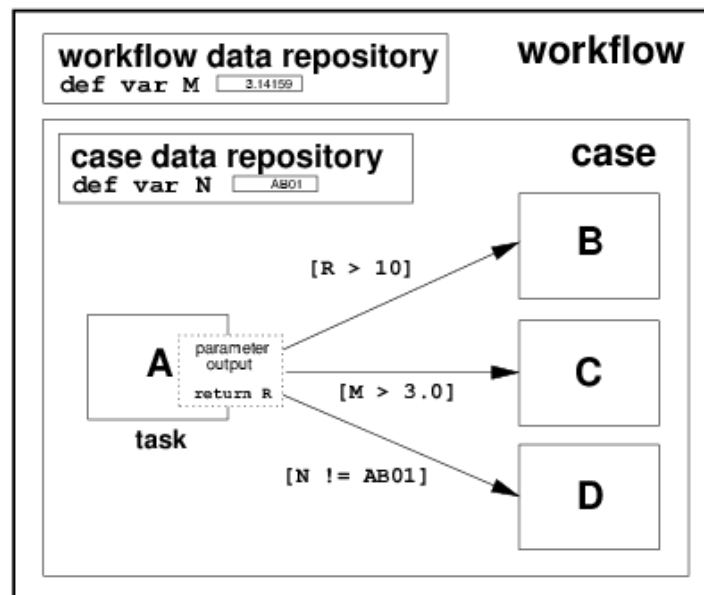 workflow data repository
workflow
def var M 3.14159
case data repository
case
def var N AB01
B
[R > 10]
parameter
A
output
C
return R
[M > 3.0]
task
[N != AB01]
D